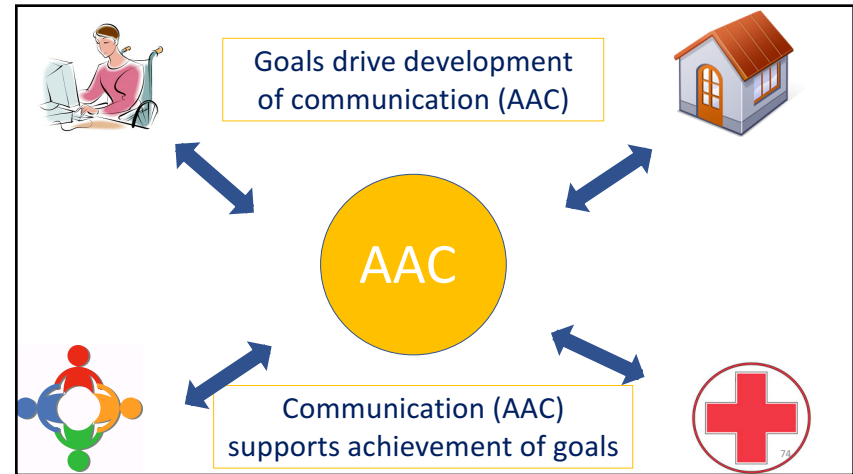 Goals drive development
of communication (AAC)
AAC
Communication (AAC)
supports achievement of goals
74